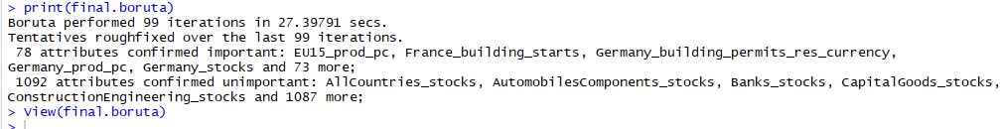 > print(final.boruta)
Boruta performed 99 iterations in 27.39791 secs.
Tentatives roughfixed over the last 99 iterations.
 78 attributes confirmed important: EU15_prod_pc, France_building_starts, Germany_building_permits_res_currency,
Germany_prod_pc, Germany_stocks and 73 more;
 1092 attributes confirmed unimportant: AllCountries_stocks, AutomobilesComponents_stocks, Banks_stocks, CapitalGoods_stocks,
ConstructionEngineering_stocks and 1087 more;
> View(final.boruta)
>